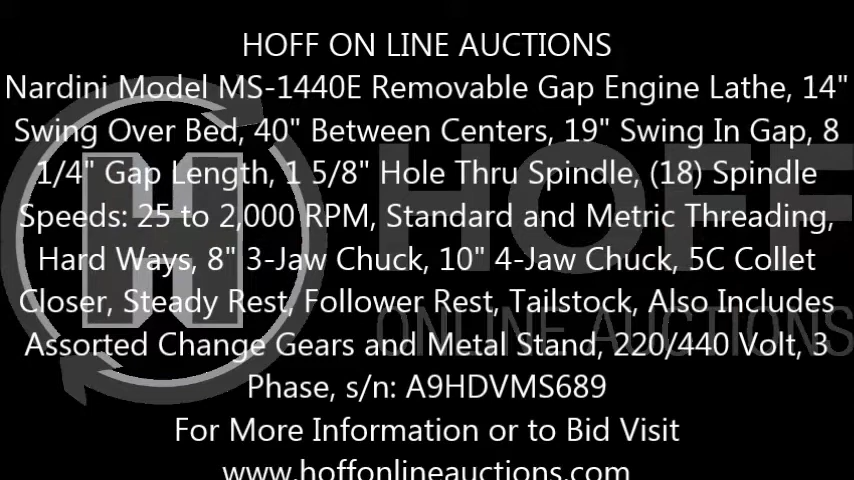 HOFF ON LINE AUCTIONS
Nardini Model MS-1440E Removable Gap Engine Lathe, 14"
Swing Over Bed, 40" Between Centers, 19" Swing In Gap, 8
1/4" Gap Length, 1 5/8" Hole Thru Spindle, (18) Spindle
Speeds: 25 to 2,000 RPM, Standard and Metric Threading,
Hard Ways, 8" 3-Jaw Chuck, 10" 4-Jaw Chuck, 5C Collet
Closer, Steady Rest, Follower Rest, Tailstock, Also Includes
Assorted Change Gears and Metal Stand, 220/440 Volt, 3
Phase, s/n: A9HDVMS689
For More Information or to Bid Visit
www.hoffonlineauctions.com
H
HOFF
ONLINE AUCTIONS